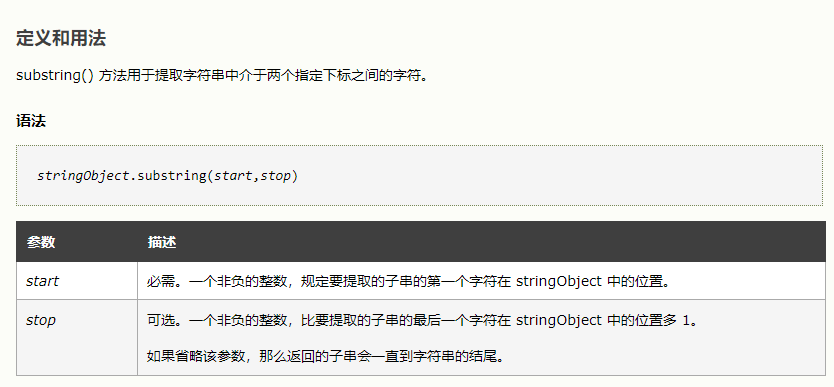 定义和用法
substring() 方法用于提取字符串中介于两个指定下标之间的字符。
语法
stringObject.substring(start,stop)
参数 描述
start 必需。一个非负的整数，规定要提取的子串的第一个字符在 stringObject 中的位置。
stop 可选。一个非负的整数，比要提取的子串的最后一个字符在 stringObject 中的位置多 1。
如果省略该参数，那么返回的子串会一直到字符串的结尾。